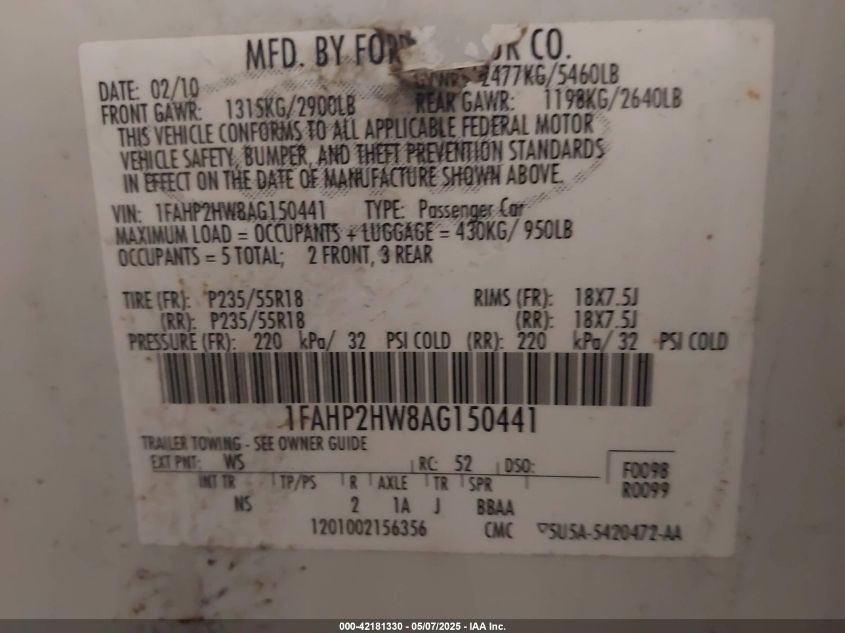 MFD. BY FORD OR CO.
DATE: 02/10 GVWR: 2477KG/5460LB
FRONT GAWR: 1315KG/2900LB REAR GAWR: 1198KG/2640LB
THIS VEHICLE CONFORMS TO ALL APPLICABLE FEDERAL MOTOR
VEHICLE SAFETY, BUMPER, AND THEFT PREVENTION STANDARDS
IN EFFECT ON THE DATE OF MANUFACTURE SHOWN ABOVE.
VIN: 1FAHP2HW8AG150441 TYPE: Passenger Car
MAXIMUM LOAD = OCCUPANTS + LUGGAGE = 430KG/ 950LB
OCCUPANTS = 5 TOTAL; 2 FRONT, 3 REAR
TIRE (FR): P235/55R18 RIMS (FR): 18X7.5J
(RR): P235/55R18 (RR): 18X7.5J
PRESSURE (FR): 220 kPa/ 32 PSI COLD (RR): 220 kPa/ 32 PSI COLD
1FAHP2HW8AG150441
TRAILER TOWING - SEE OWNER GUIDE
EXT PNT: WS RC: 52 DSO: F0098
INT TR TP/PS R AXLE TR SPR R0099
NS 2 1A J BBAA
1201002156356 CMC 5U5A-5420472-AA
000-42181330 - 05/07/2025 - IAA Inc.